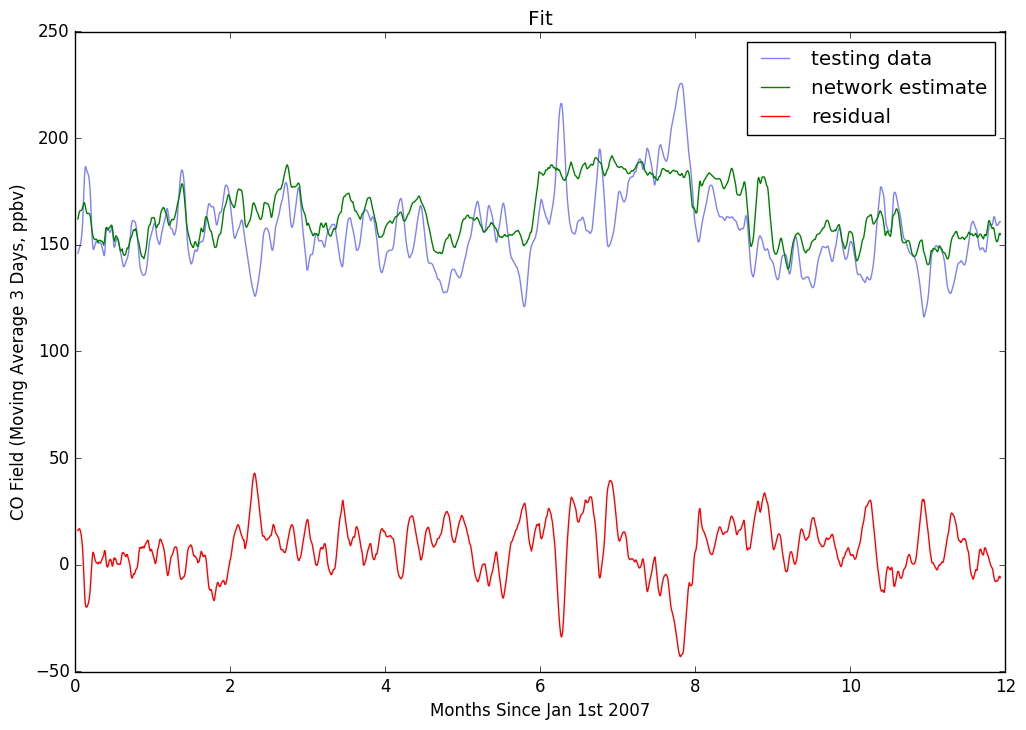 Fit
250
200
150
100
50
0
−50
0 2 4 6 8 10 12
CO Field (Moving Average 3 Days, ppbv)
Months Since Jan 1st 2007
testing data
network estimate
residual